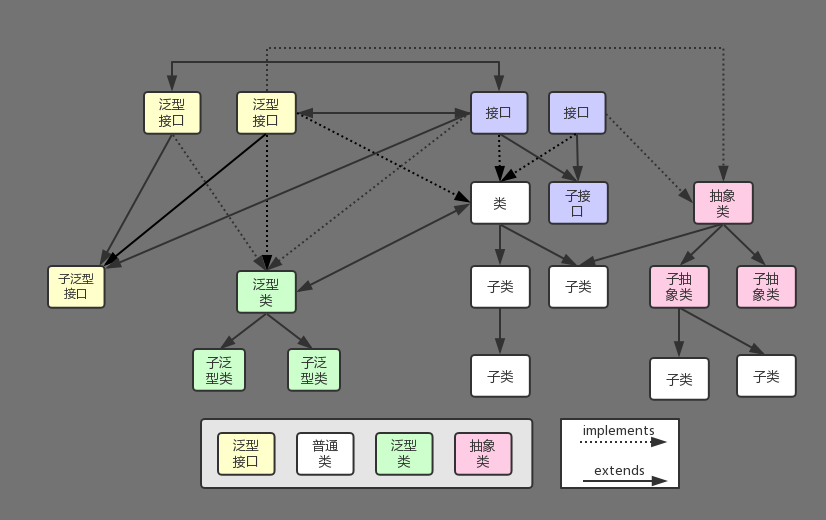 泛型
接口
泛型
接口
接口
接口
类
子接
口
抽象
类
子泛型
接口
泛型
类
子类
子类
子抽
象类
子抽
象类
子泛
型类
子泛
型类
子类
子类
子类
泛型
接口
普通
类
泛型
类
抽象
类
implements
extends